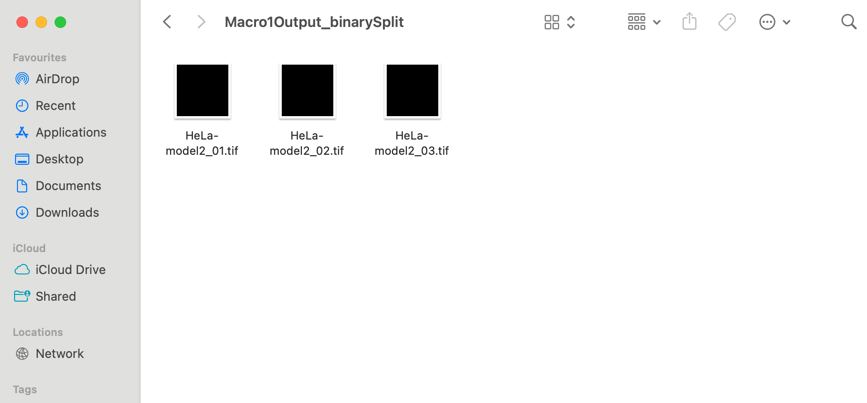 Macro1Output_binarySplit
Favourites
AirDrop
Recent
Applications
Desktop
Documents
Downloads
iCloud
iCloud Drive
Shared
Locations
Network
Tags
HeLa-
model2_01.tif
HeLa-
model2_02.tif
HeLa-
model2_03.tif